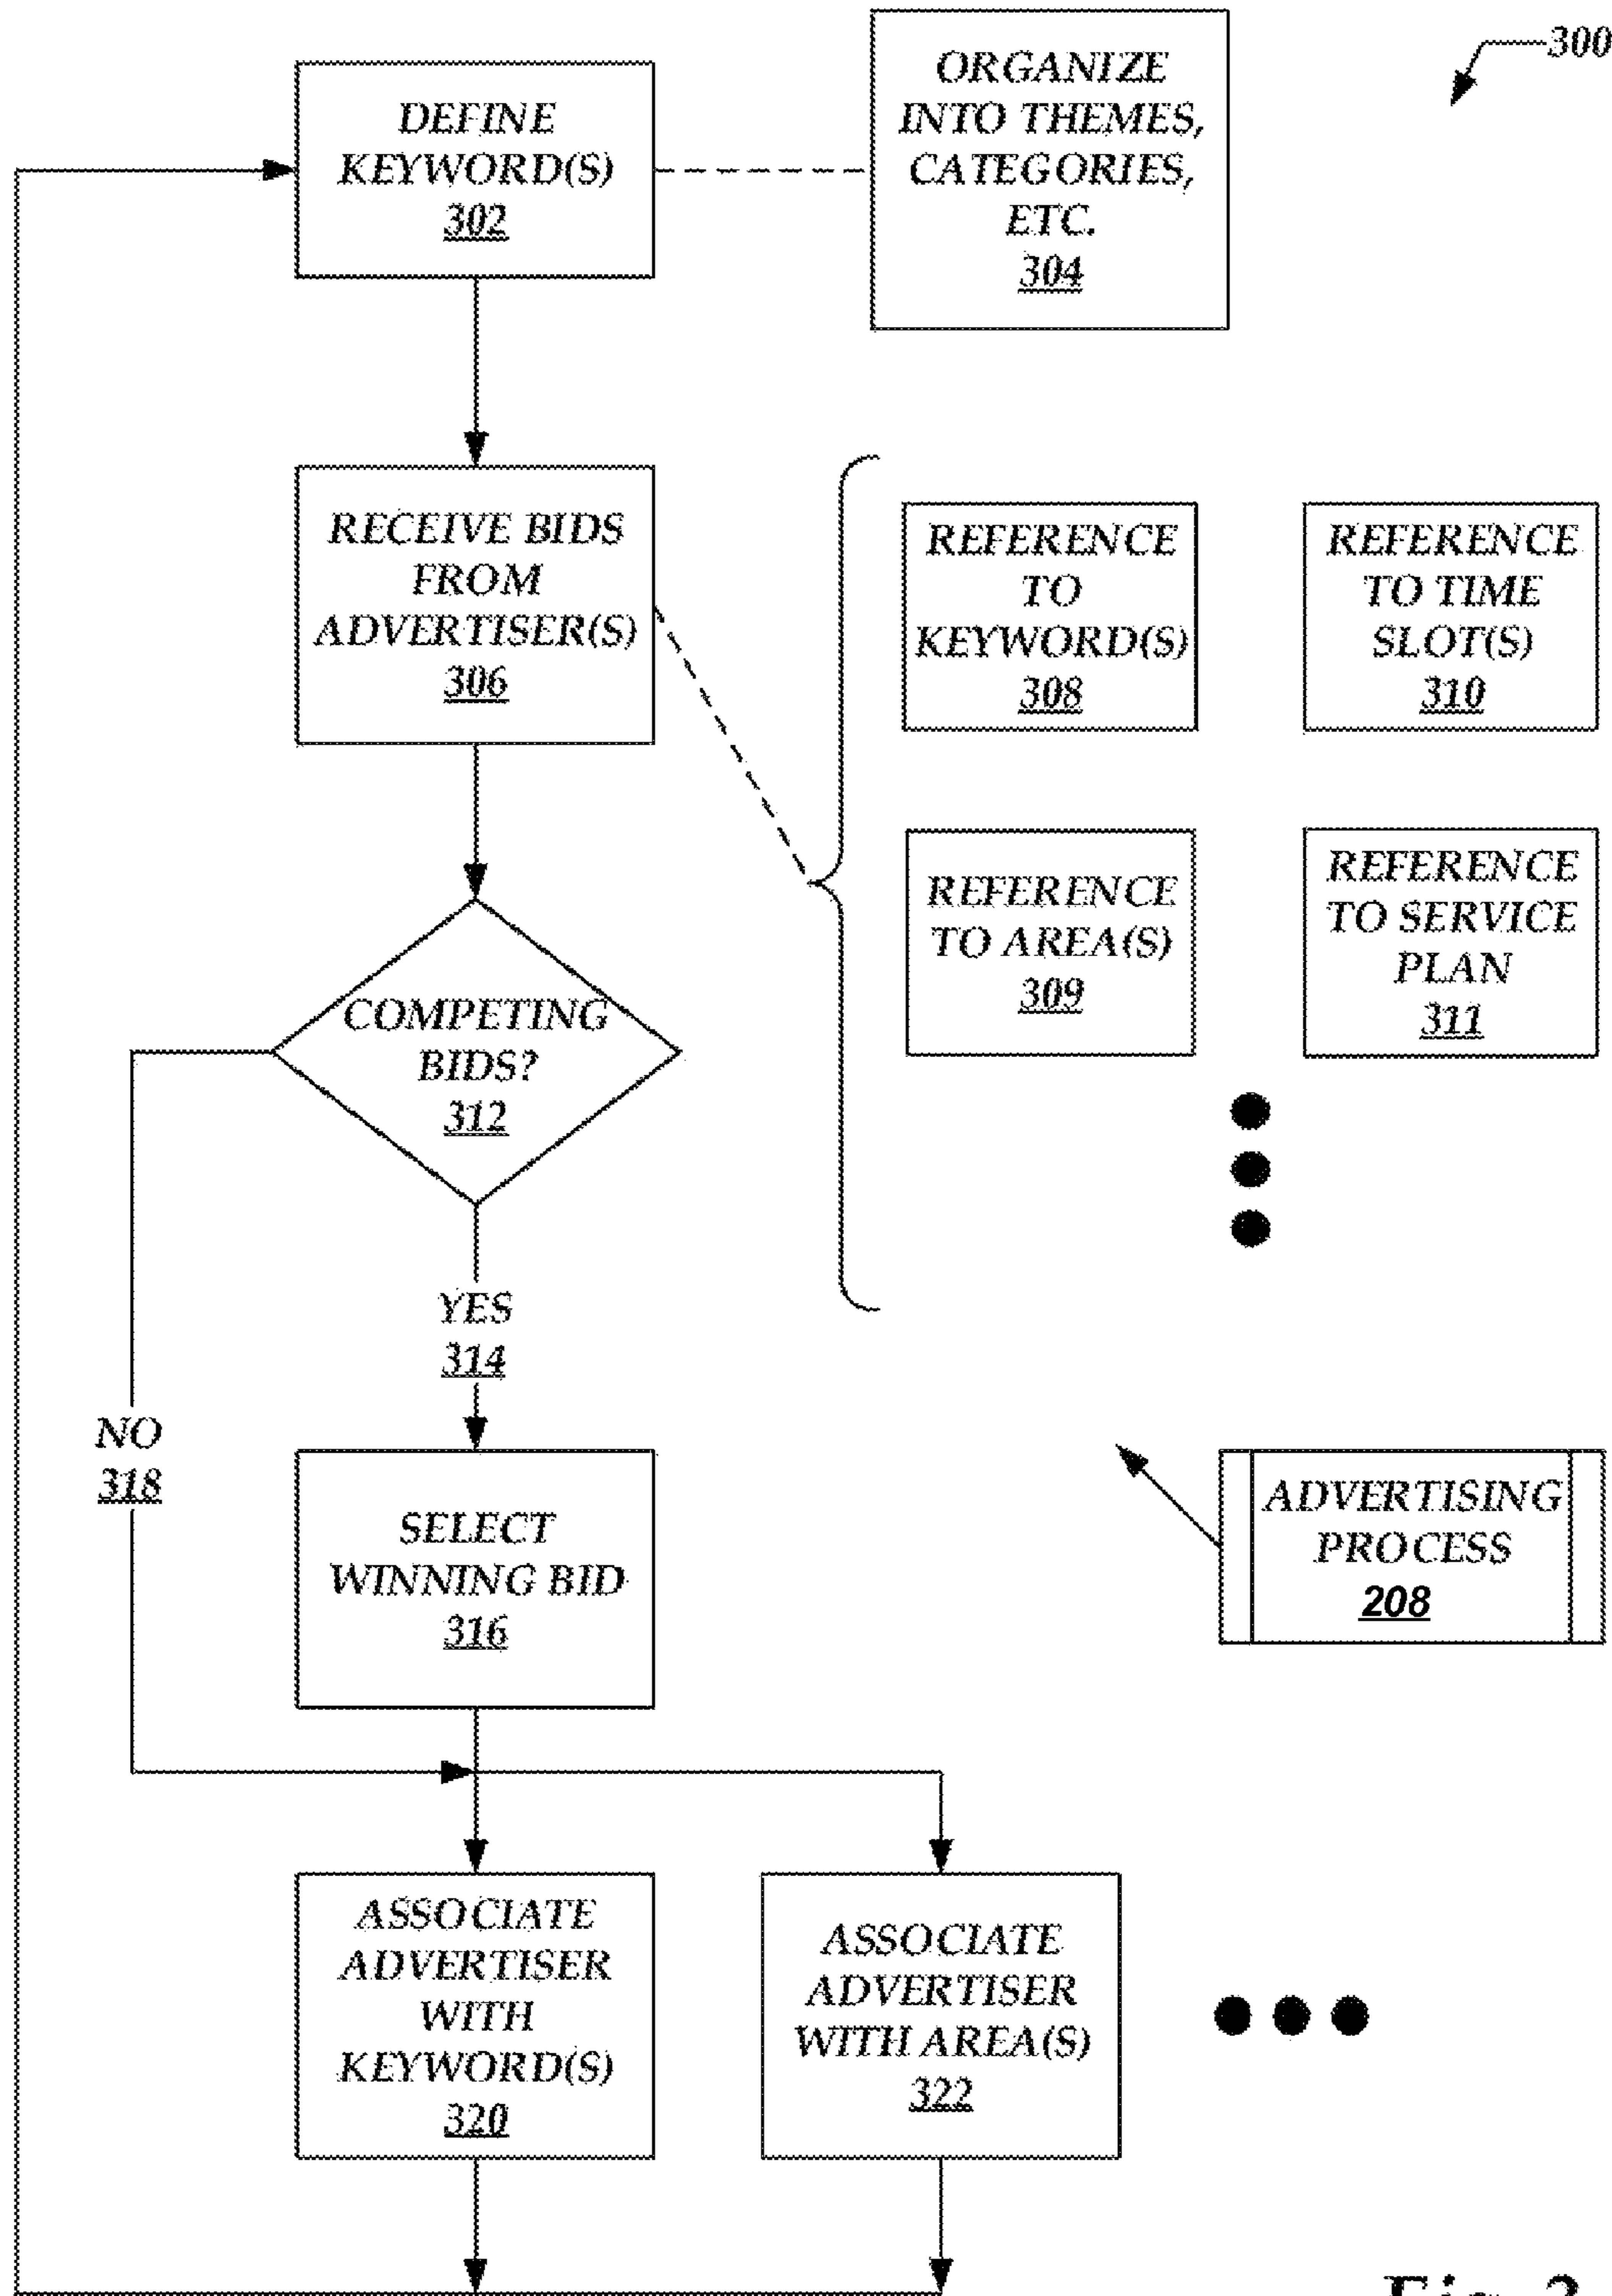 300
DEFINE
KEYWORD(S)
302
ORGANIZE
INTO THEMES,
CATEGORIES,
ETC.
304
RECEIVE BIDS
FROM
ADVERTISER(S)
306
REFERENCE
TO
KEYWORD(S)
308
REFERENCE
TO TIME
SLOT(S)
310
REFERENCE
TO AREA(S)
309
REFERENCE
TO SERVICE
PLAN
311
COMPETING
BIDS?
312
YES
314
NO
318
SELECT
WINNING BID
316
ADVERTISING
PROCESS
208
ASSOCIATE
ADVERTISER
WITH
KEYWORD(S)
320
ASSOCIATE
ADVERTISER
WITH AREA(S)
322